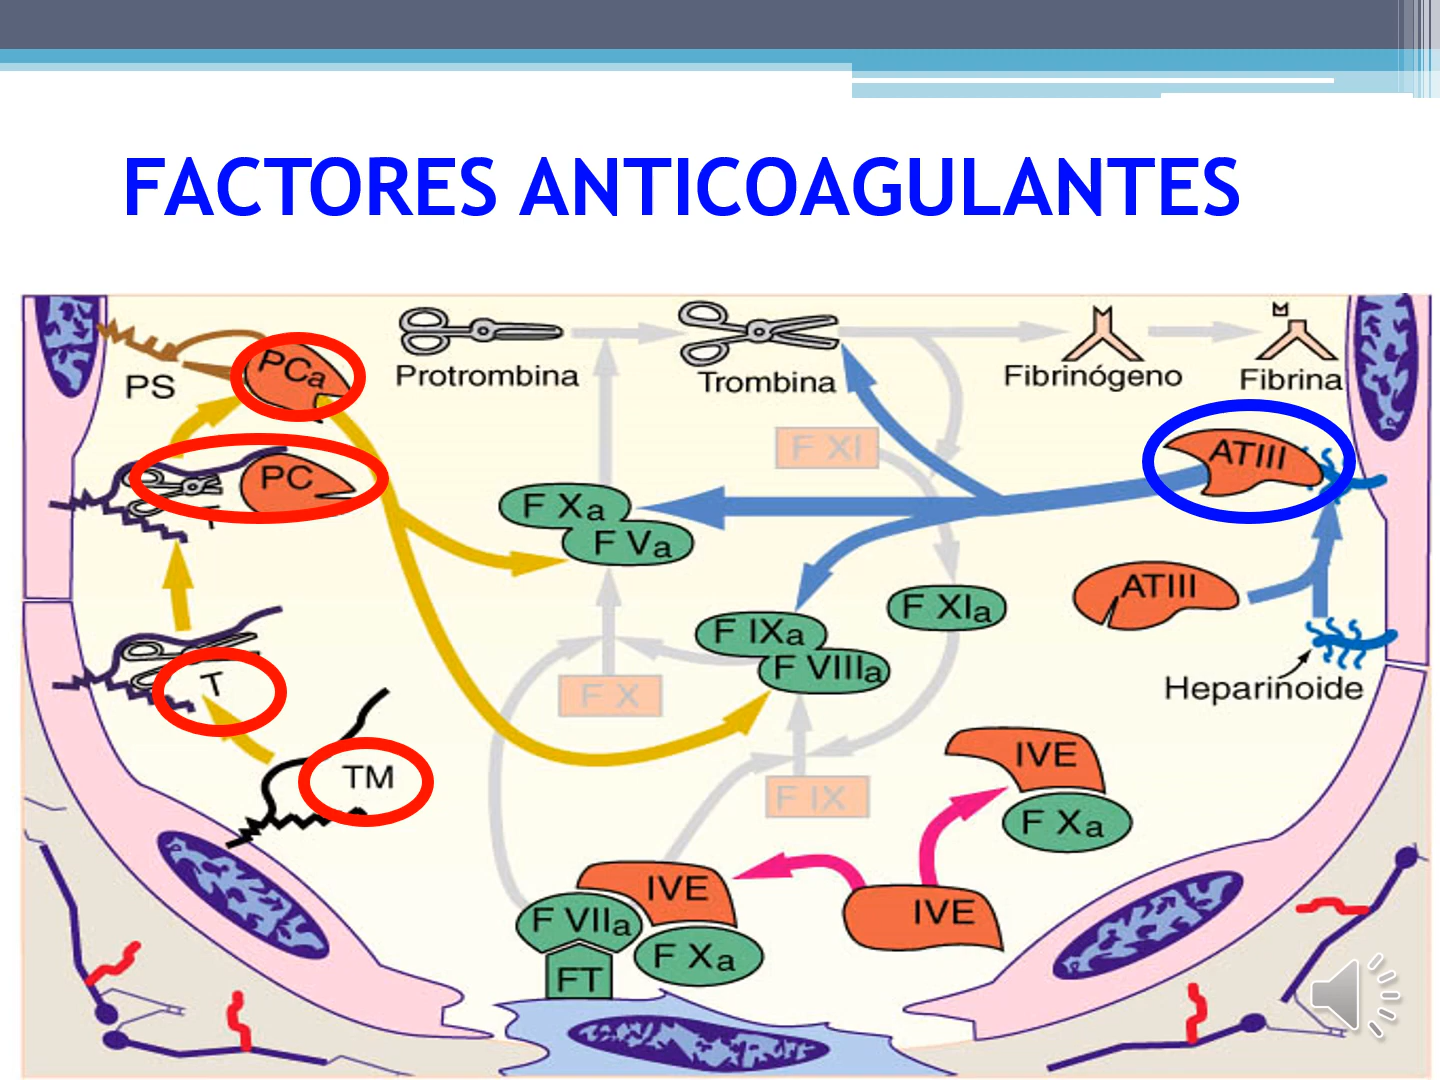 FACTORES ANTICOAGULANTES
PS
PCa
Protrombina
Trombina
Fibrinógeno
Fibrina
PC
T
F XI
ATIII
F Xa
F Va
ATIII
F XIa
F IXa
F VIIIa
T
F X
Heparinoide
TM
IVE
F Xa
F IX
IVE
IVE
F VIIa
F Xa
FT